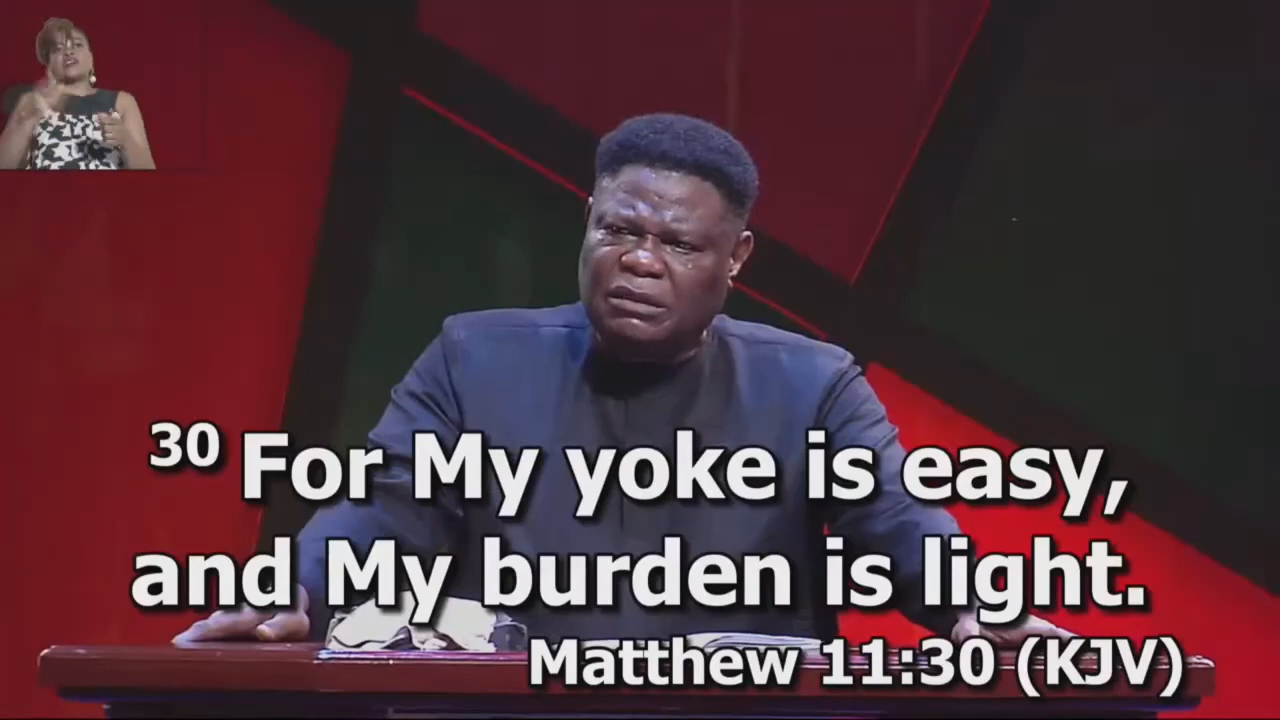 30 For My yoke is easy,
and My burden is light.
Matthew 11:30 (KJV)